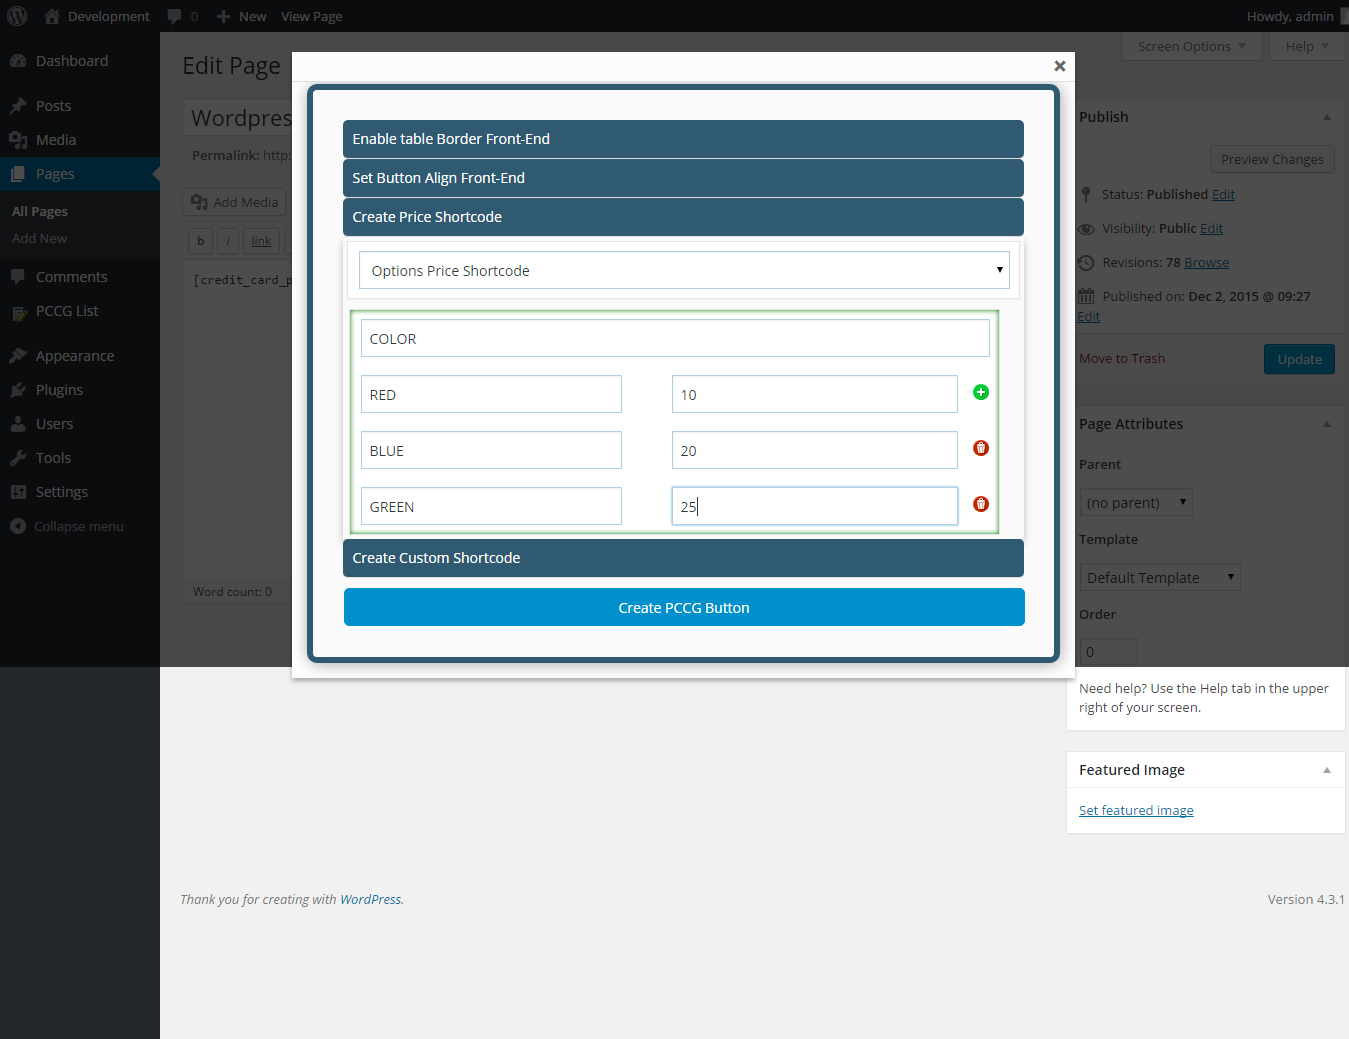 Development 0 New View Page Howdy, admin
Dashboard
Posts
Media
Pages
All Pages
Add New
Comments
PCCG List
Appearance
Plugins
Users
Tools
Settings
Collapse menu
Screen Options Help
Edit Page
Wordpres
Permalink: http:
Add Media
b i link
[credit_card_p
Word count: 0
Enable table Border Front-End
Set Button Align Front-End
Create Price Shortcode
Options Price Shortcode
COLOR
RED 10
BLUE 20
GREEN 25
Create Custom Shortcode
Create PCCG Button
Publish
Preview Changes
Status: Published Edit
Visibility: Public Edit
Revisions: 78 Browse
Published on: Dec 2, 2015 @ 09:27
Edit
Move to Trash Update
Page Attributes
Parent
(no parent)
Template
Default Template
Order
0
Need help? Use the Help tab in the upper
right of your screen.
Featured Image
Set featured image
Thank you for creating with WordPress. Version 4.3.1